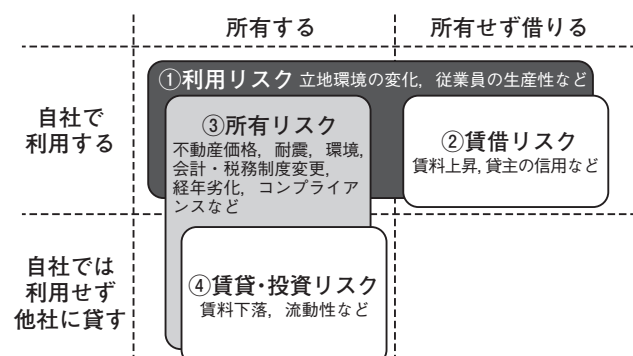 所有する
所有せず借りる
自社で
利用する
①利用リスク 立地環境の変化，従業員の生産性など
③所有リスク
不動産価格，耐震，環境，
会計・税務制度変更，
経年劣化，コンプライア
ンスなど
②賃借リスク
賃料上昇，貸主の信用など
自社では
利用せず
他社に貸す
④賃貸・投資リスク
賃料下落，流動性など